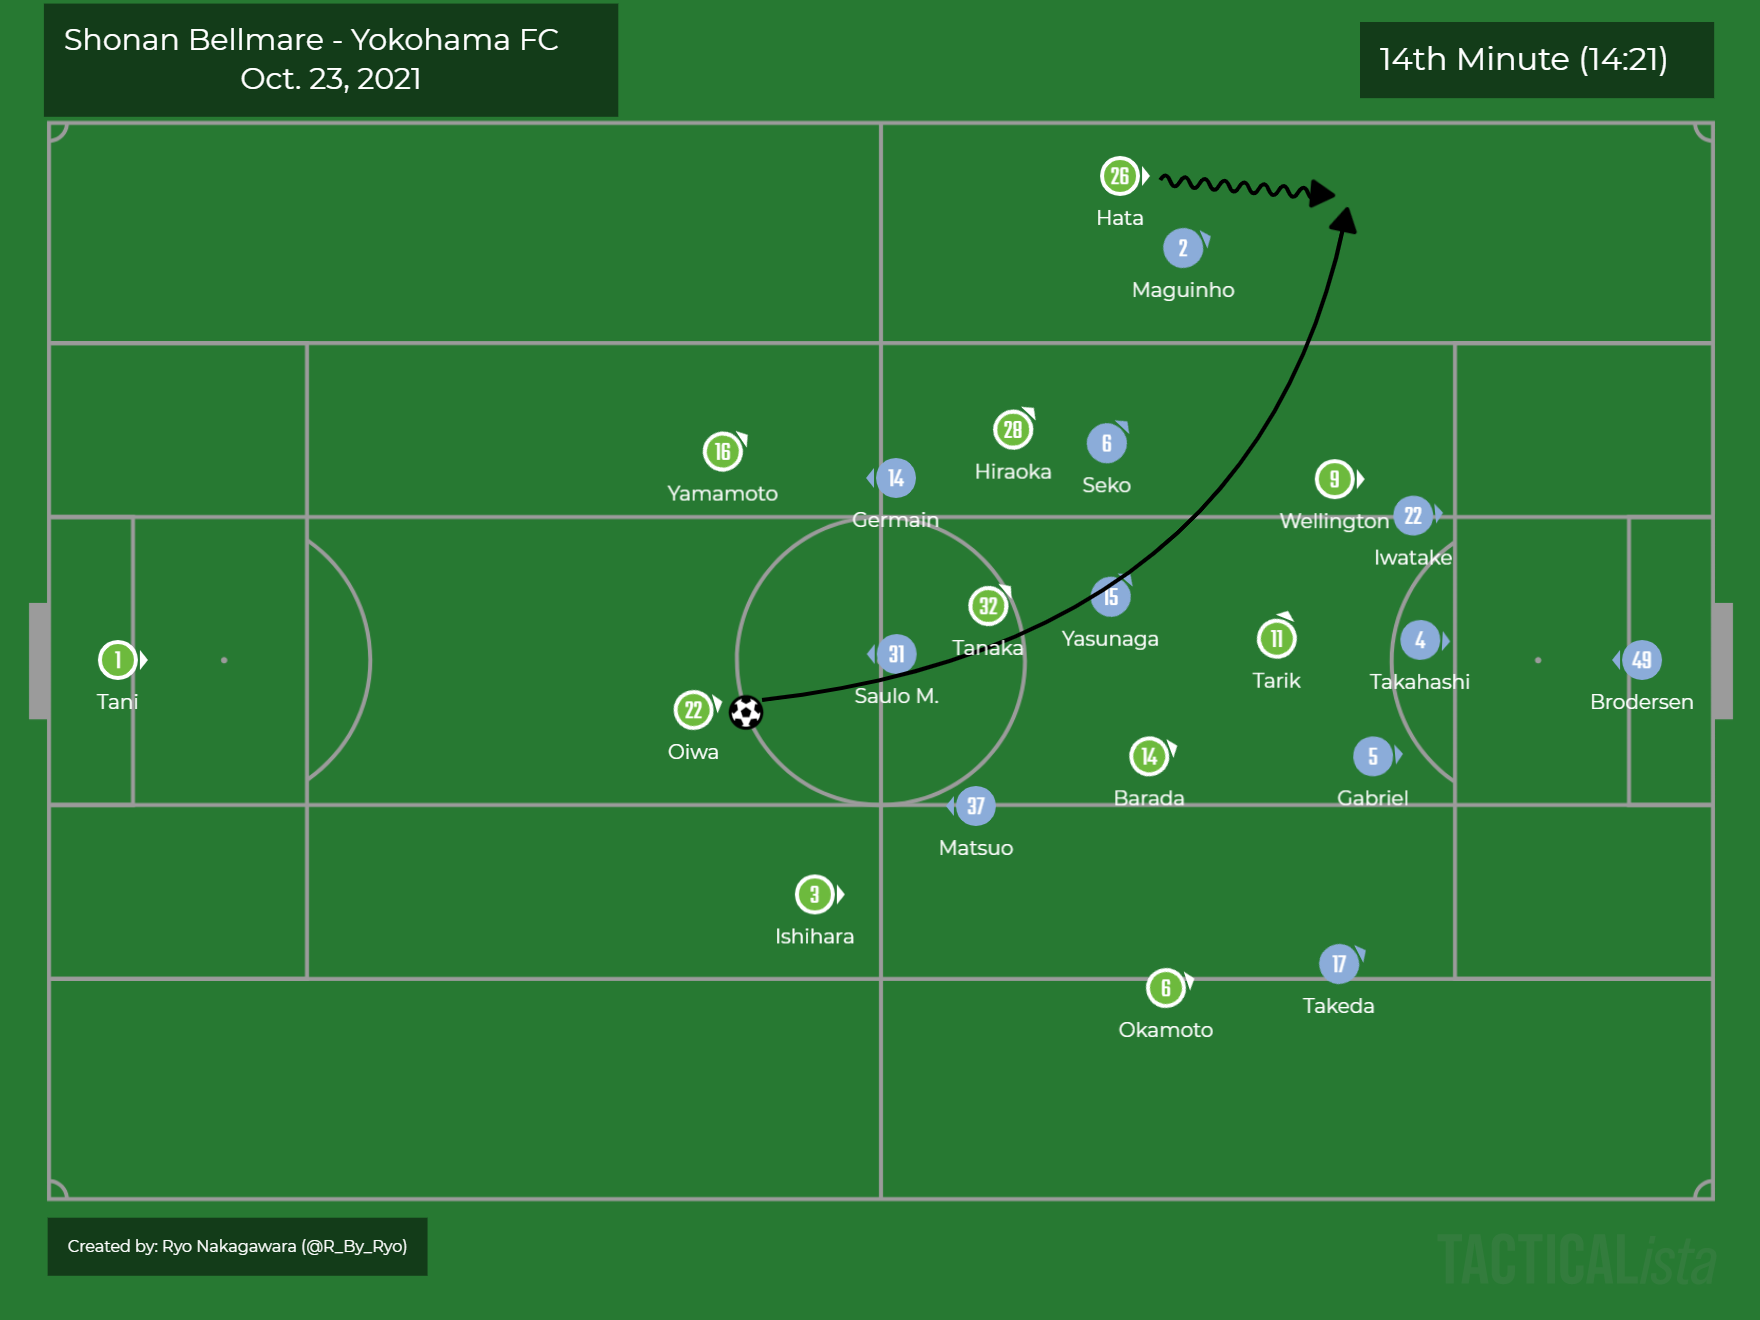 Shonan Bellmare - Yokohama FC
Oct. 23, 2021
14th Minute (14:21)
26
Hata
2
Maguinho
16
Yamamoto
14
Germain
28
Hiraoka
6
Seko
9
Wellington
22
Iwatake
1
Tani
22
Oiwa
31
Saulo M.
32
Tanaka
15
Yasunaga
11
Tarik
4
Takahashi
49
Brodersen
14
Barada
5
Gabriel
37
Matsuo
3
Ishihara
6
Okamoto
17
Takeda
Created by: Ryo Nakagawara (@R_By_Ryo)
TACTICALista